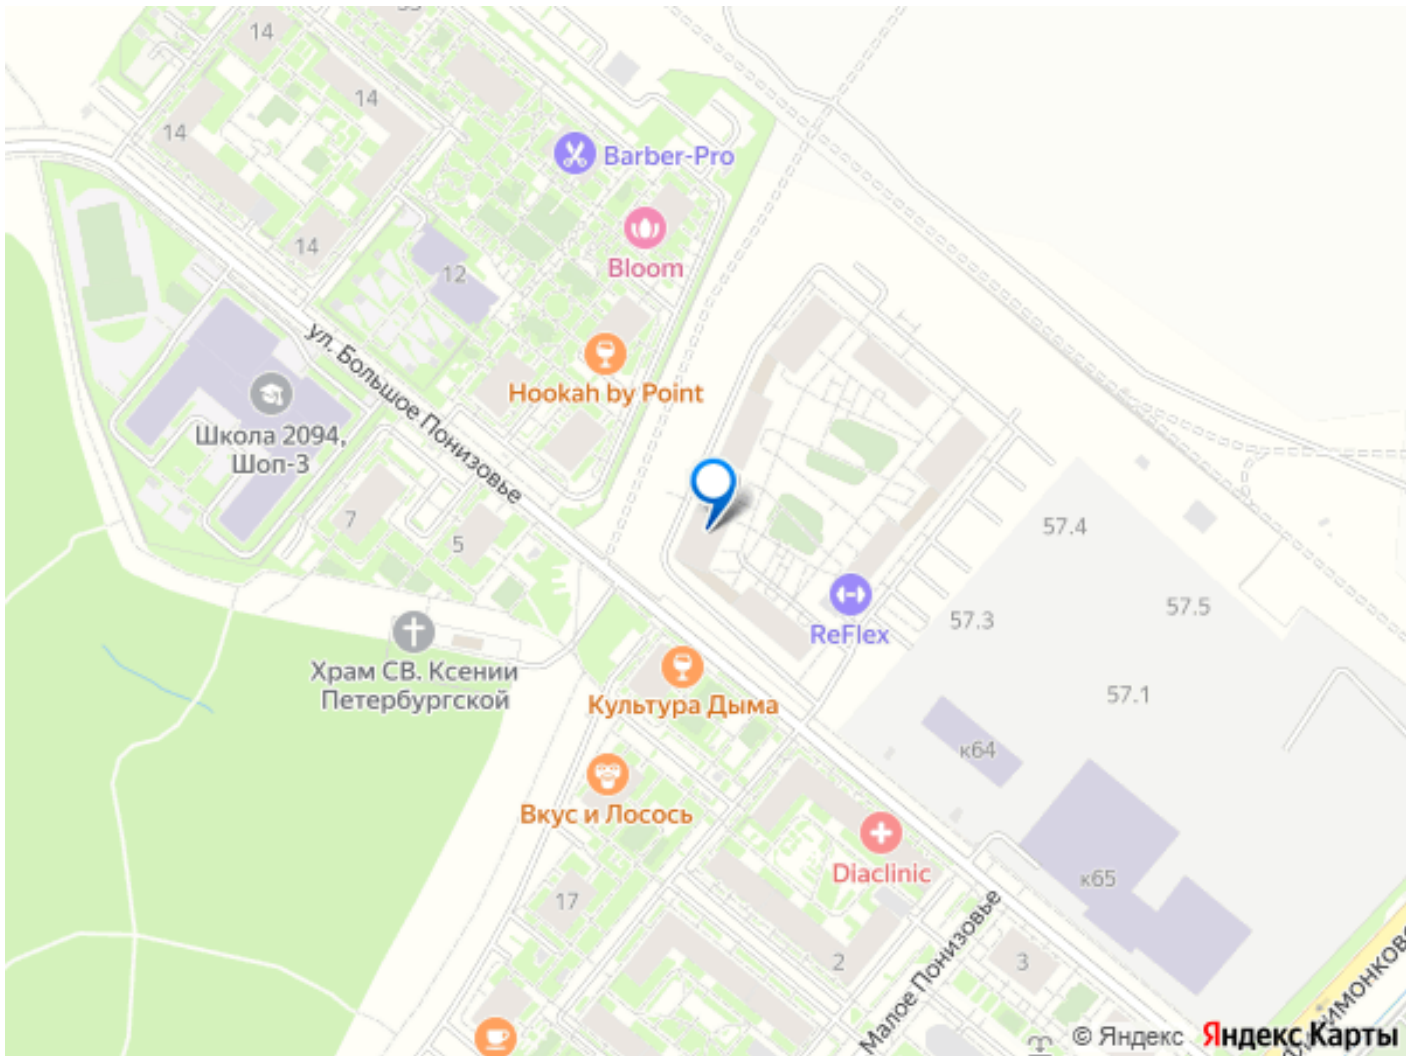 14
14
14
Barber-Pro
14
Bloom
12
ул. Большое Понизовье
Hookah by Point
Школа 2094,
Шоп-3
7
5
57.4
57.5
57.3
ReFlex
Храм СВ. Ксении
Петербургской
Культура Дыма
57.1
к64
Вкус и Лосось
Diaclinic
к65
17
Малое Понизовье
2
3
© Яндекс
Яндекс Карты